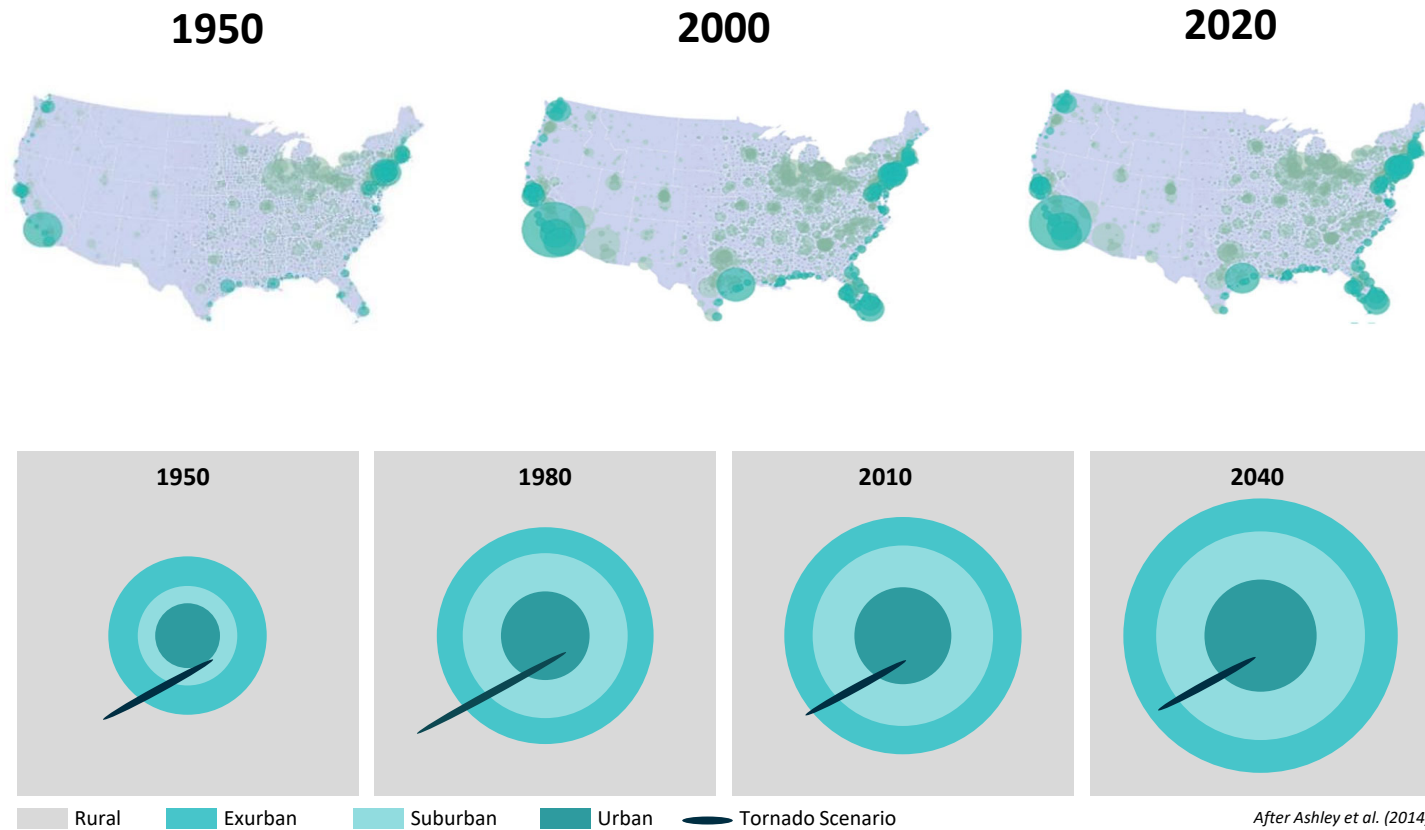 1950
2000
2020
1950
1980
2010
2040
Rural
Exurban
Suburban
Urban
Tornado Scenario
After Ashley et al. (2014